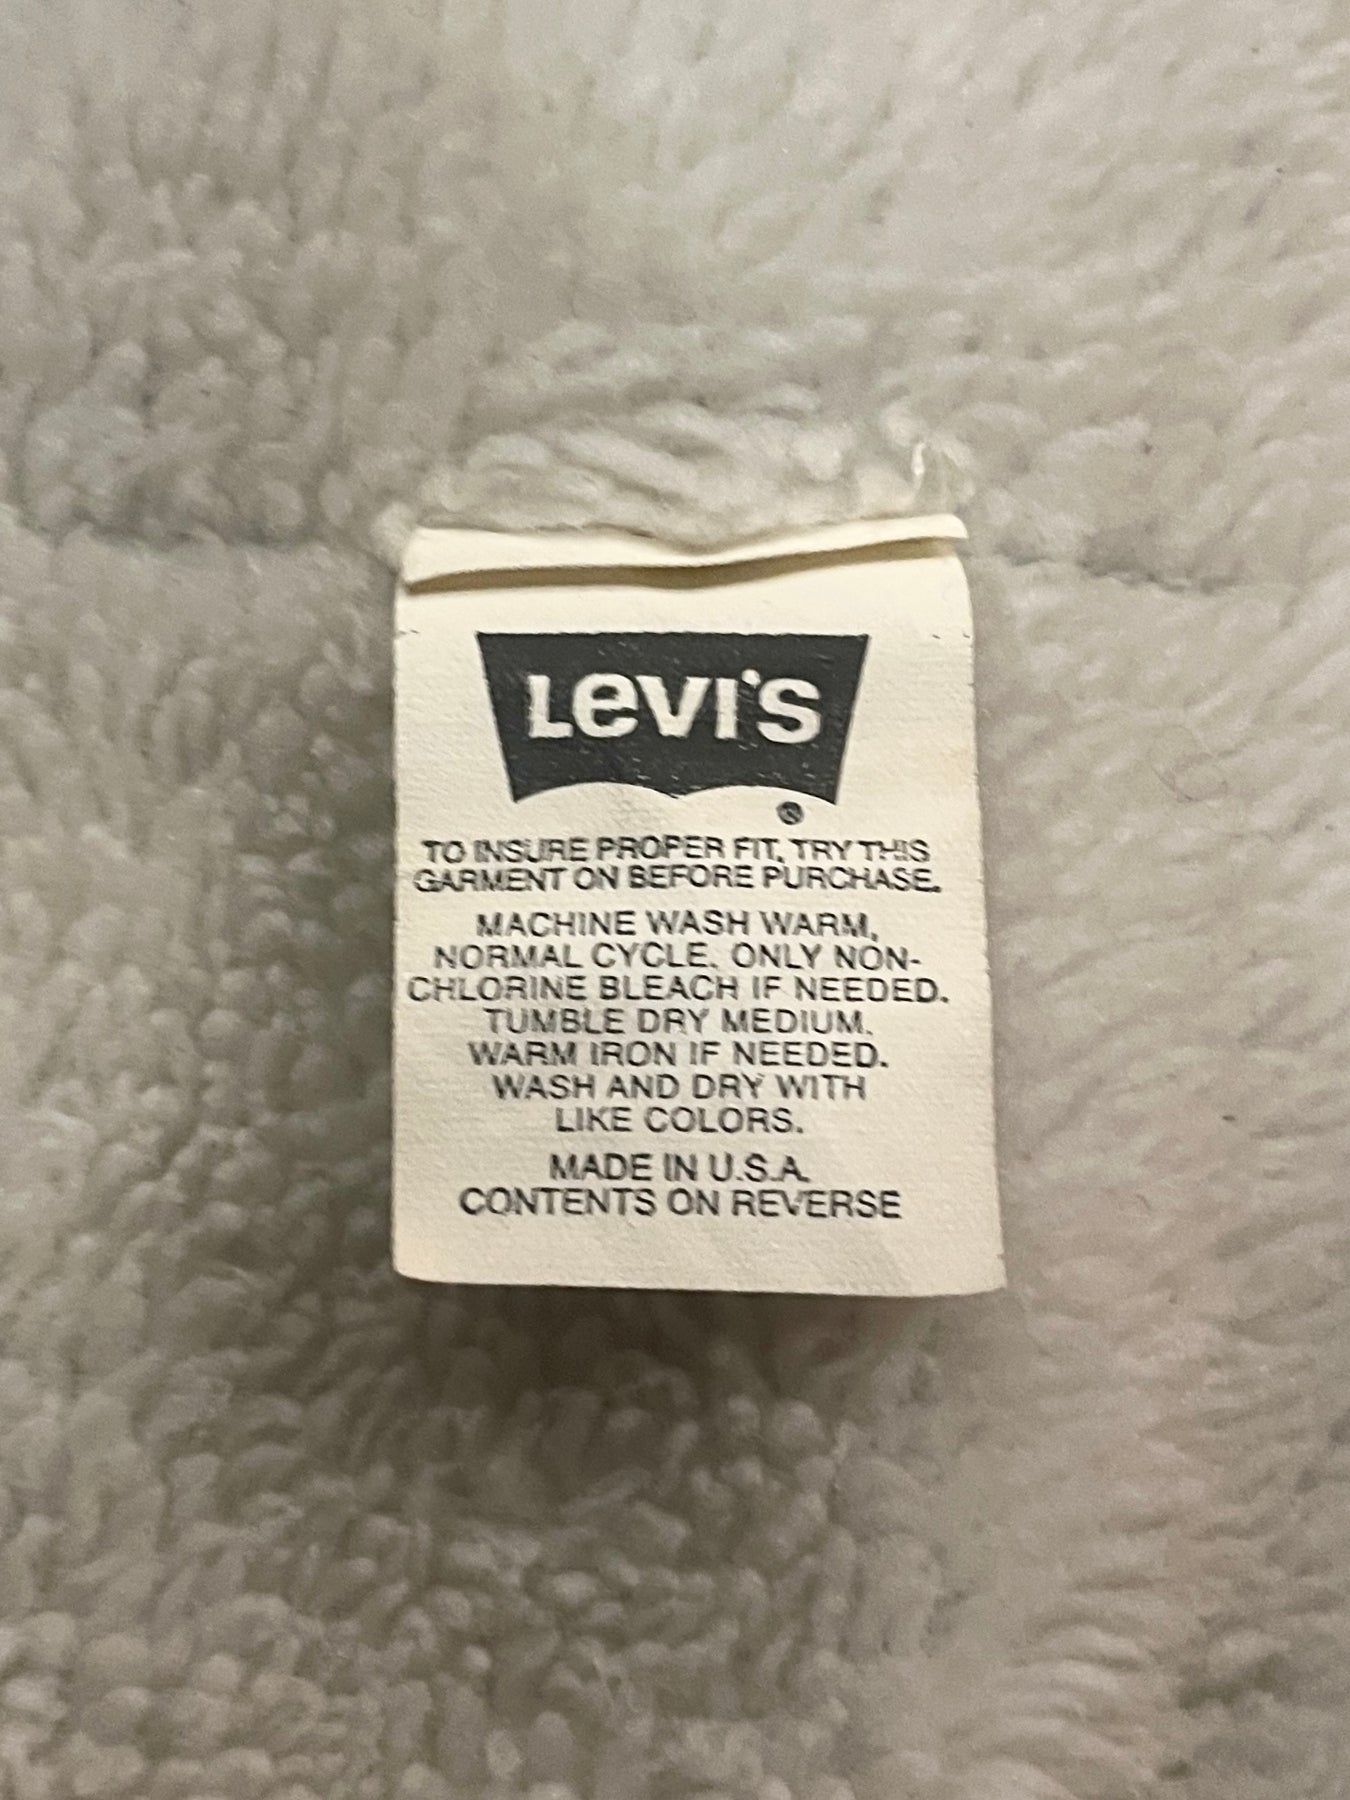 Levi's
®
TO INSURE PROPER FIT, TRY THIS
GARMENT ON BEFORE PURCHASE.
MACHINE WASH WARM,
NORMAL CYCLE. ONLY NON-
CHLORINE BLEACH IF NEEDED.
TUMBLE DRY MEDIUM.
WARM IRON IF NEEDED.
WASH AND DRY WITH
LIKE COLORS.
MADE IN U.S.A.
CONTENTS ON REVERSE